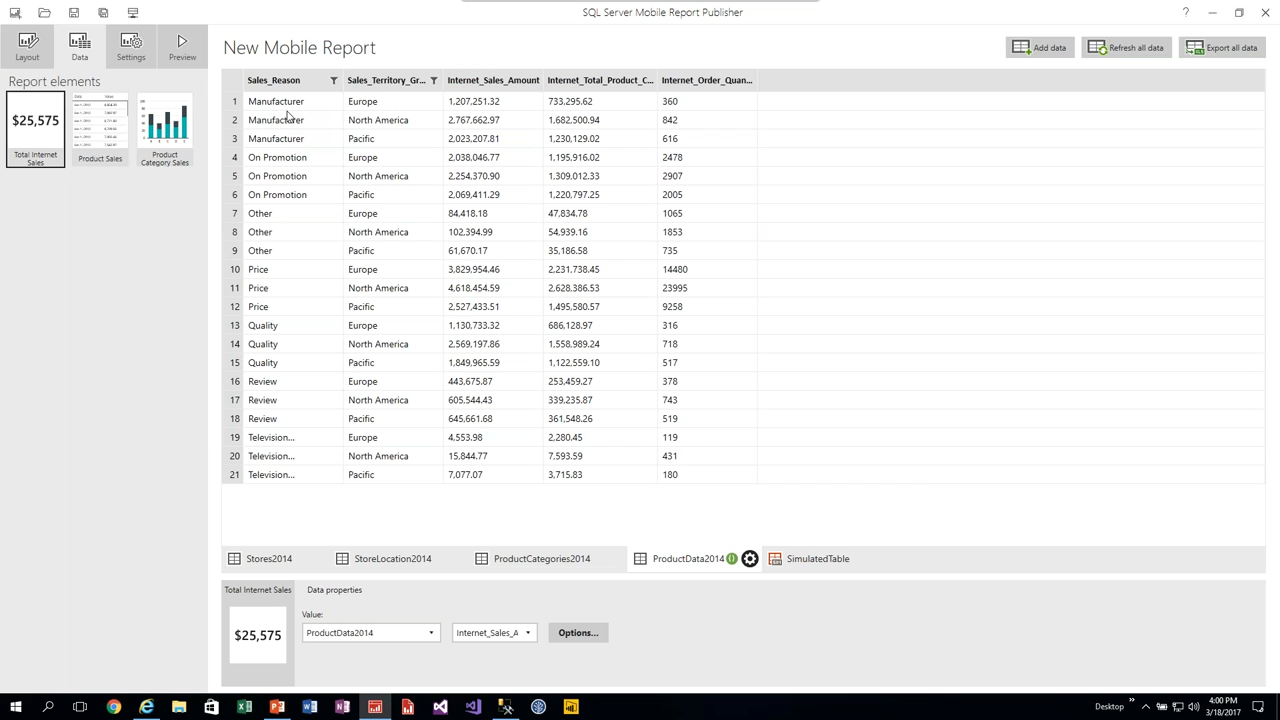 SQL Server Mobile Report Publisher
?
Layout
Data
Settings
Preview
New Mobile Report
Add data
Refresh all data
Export all data
Report elements
$25,575
Total Internet
Sales
Product Sales
Product
Category Sales
Sales_Reason Sales_Territory_Gr... Internet_Sales_Amount Internet_Total_Product_C... Internet_Order_Quan...
1 Manufacturer Europe 1,207,251.32 733,295.62 360
2 Manufacturer North America 2,767,662.97 1,682,500.94 842
3 Manufacturer Pacific 2,023,207.81 1,230,129.02 616
4 On Promotion Europe 2,038,046.77 1,195,916.02 2478
5 On Promotion North America 2,254,370.90 1,309,012.33 2907
6 On Promotion Pacific 2,069,411.29 1,220,797.25 2005
7 Other Europe 84,418.18 47,834.78 1065
8 Other North America 102,394.99 54,939.16 1853
9 Other Pacific 61,670.17 35,186.58 735
10 Price Europe 3,829,954.46 2,231,738.45 14480
11 Price North America 4,618,454.59 2,628,386.53 23995
12 Price Pacific 2,527,433.51 1,495,580.57 9258
13 Quality Europe 1,130,733.32 686,128.97 316
14 Quality North America 2,569,197.86 1,558,989.24 718
15 Quality Pacific 1,849,965.59 1,122,559.10 517
16 Review Europe 443,675.87 253,459.27 378
17 Review North America 605,544.43 339,235.87 743
18 Review Pacific 645,661.68 361,548.26 519
19 Television... Europe 4,553.98 2,280.45 119
20 Television... North America 15,844.77 7,593.59 431
21 Television... Pacific 7,077.07 3,715.83 180
Stores2014 StoreLocation2014 ProductCategories2014 ProductData2014 SimulatedTable
Total Internet Sales
$25,575
Data properties
Value:
ProductData2014 Internet_Sales_A Options...
Desktop
4:00 PM
3/18/2017